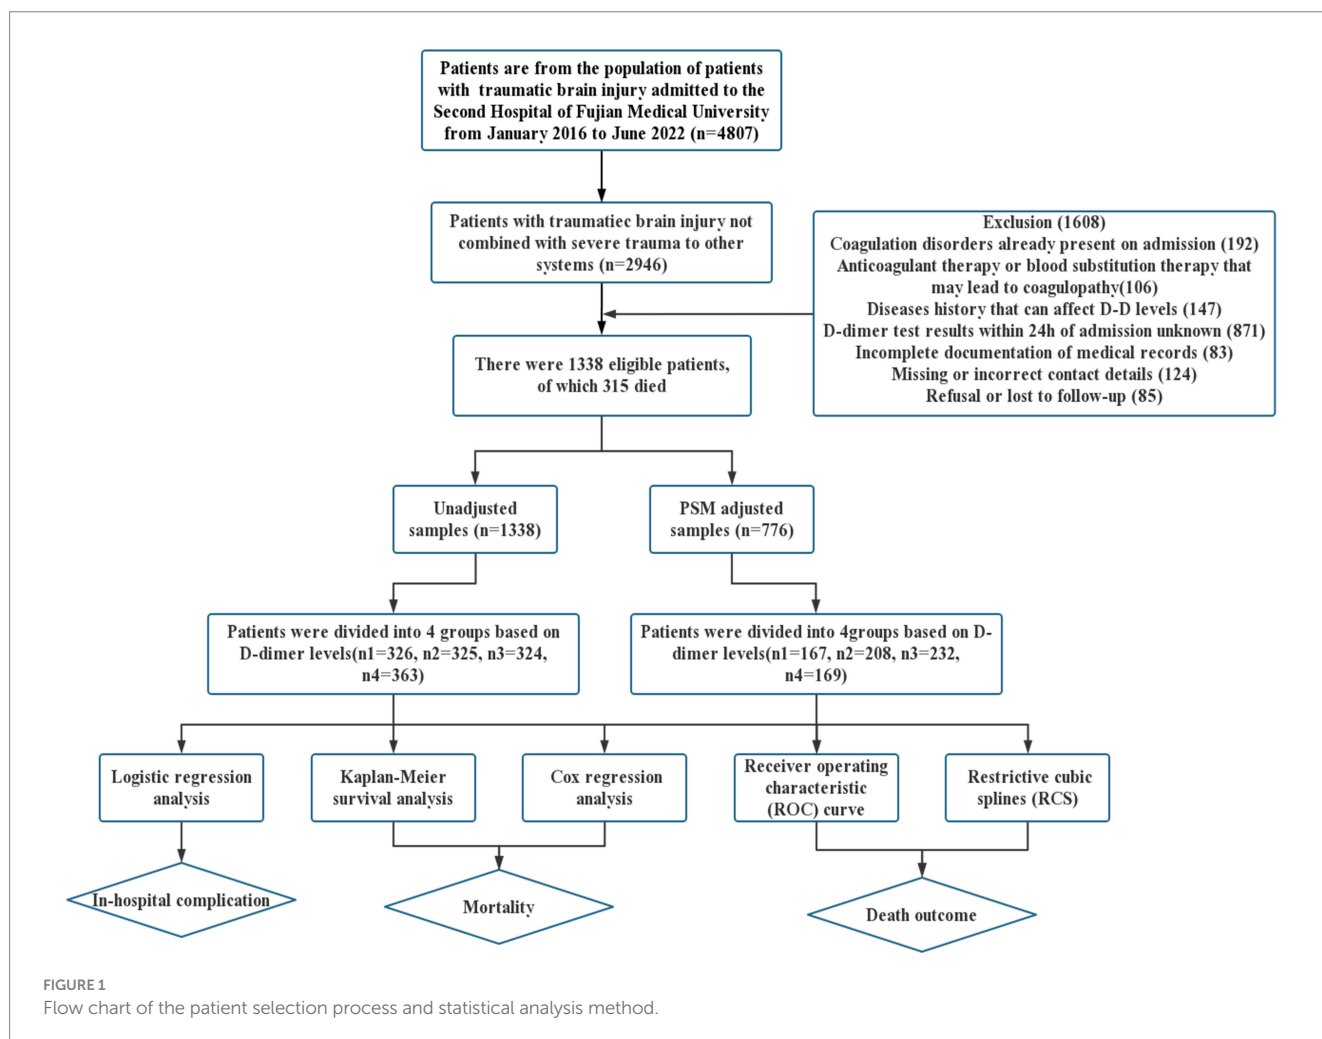 Patients are from the population of patients
with traumatic brain injury admitted to the
Second Hospital of Fujian Medical University
from January 2016 to June 2022 (n=4807)
Patients with traumatiec brain injury not
combined with severe trauma to other
systems (n=2946)
Exclusion (1608)
Coagulation disorders already present on admission (192)
Anticoagulant therapy or blood substitution therapy that
may lead to coagulopathy(106)
Diseases history that can affect D-D levels (147)
D-dimer test results within 24h of admission unknown (871)
Incomplete documentation of medical records (83)
Missing or incorrect contact details (124)
Refusal or lost to follow-up (85)
There were 1338 eligible patients,
of which 315 died
Unadjusted
samples (n=1338)
PSM adjusted
samples (n=776)
Patients were divided into 4 groups based on
D-dimer levels(n1=326, n2=325, n3=324,
n4=363)
Patients were divided into 4groups based on D-
dimer levels(n1=167, n2=208, n3=232,
n4=169)
Logistic regression
analysis
Kaplan-Meier
survival analysis
Cox regression
analysis
Receiver operating
characteristic
(ROC) curve
Restrictive cubic
splines (RCS)
In-hospital complication
Mortality
Death outcome
FIGURE 1
Flow chart of the patient selection process and statistical analysis method.